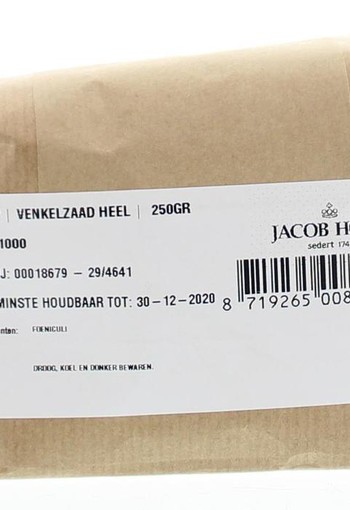 VENKELZAAD HEEL | 250GR
1000
J: 00018679 – 29/4641
MINSTE HOUDBAAR TOT: 30-12-2020
FOENICULI
DROOG, KOEL EN DONKER BEWAREN.
JACOB H
sedert 174
8 719265 008